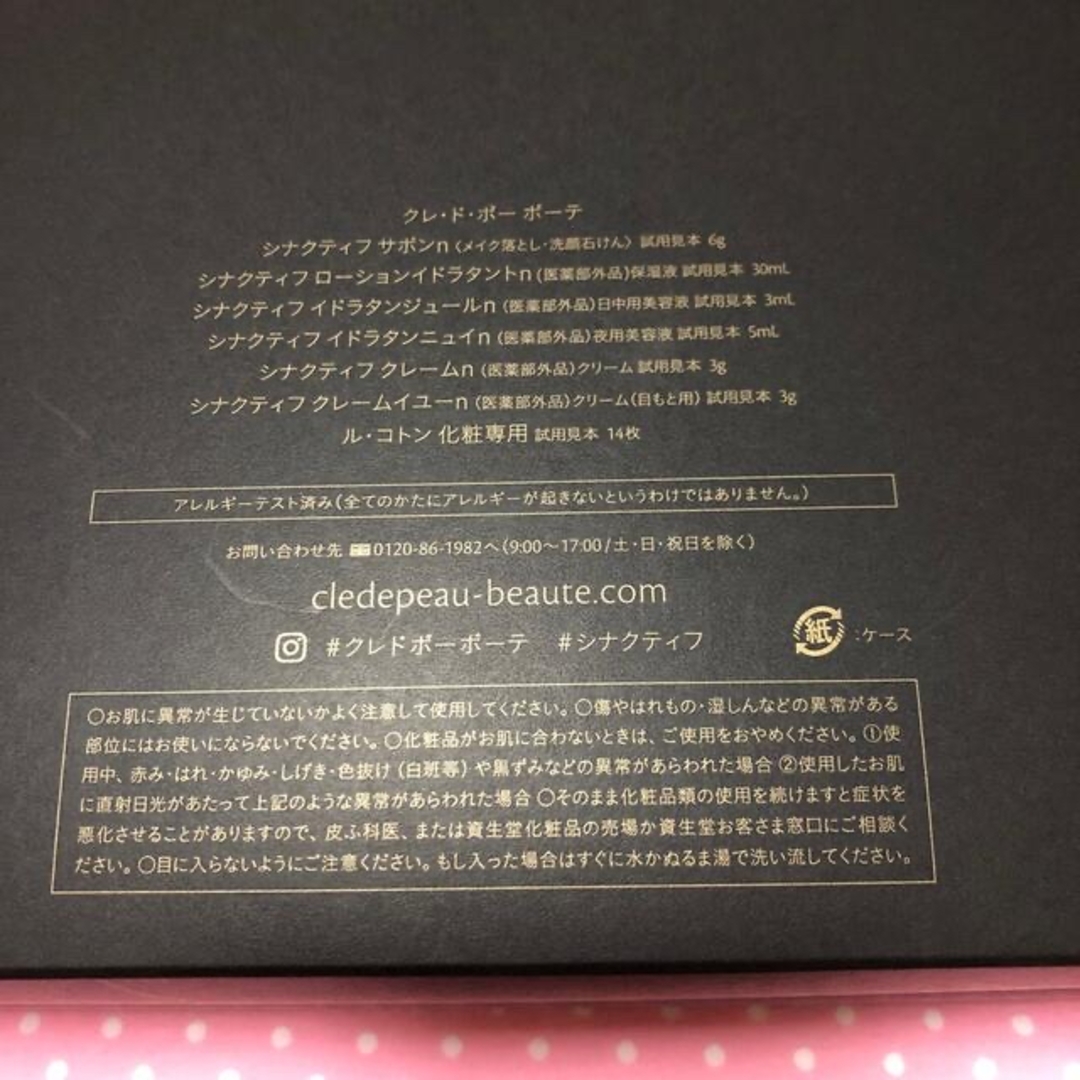 クレ・ド・ポー ボーテ
シナクティフ サボンn〈メイク落とし・洗顔石けん〉試用見本 6g
シナクティフ ローションイドラタントn(医薬部外品)保湿液 試用見本 30mL
シナクティフ イドラタンジュールn(医薬部外品)日中用美容液 試用見本 3mL
シナクティフ イドラタンニュイn(医薬部外品)夜用美容液 試用見本 5mL
シナクティフ クレームn(医薬部外品)クリーム 試用見本 3g
シナクティフ クレームイユーn(医薬部外品)クリーム(目もと用) 試用見本 3g
ル・コトン 化粧専用 試用見本 14枚
アレルギーテスト済み(全てのかたにアレルギーが起きないというわけではありません。)
お問い合わせ先 0120-86-1982へ(9:00〜17:00/土・日・祝日を除く)
cledepeau-beaute.com
#クレドポーボーテ #シナクティフ
紙:ケース
○お肌に異常が生じていないかよく注意して使用してください。○傷やはれもの・湿しんなどの異常がある
部位にはお使いにならないでください。○化粧品がお肌に合わないときは、ご使用をおやめください。①使
用中、赤み・はれ・かゆみ・しげき・色抜け(白斑等)や黒ずみなどの異常があらわれた場合 ②使用したお肌
に直射日光があたって上記のような異常があらわれた場合 ○そのまま化粧品類の使用を続けますと症状を
悪化させることがありますので、皮ふ科医、または資生堂化粧品の売場か資生堂お客さま窓口にご相談く
ださい。○目に入らないようにご注意ください。もし入った場合はすぐに水かぬるま湯で洗い流してください。